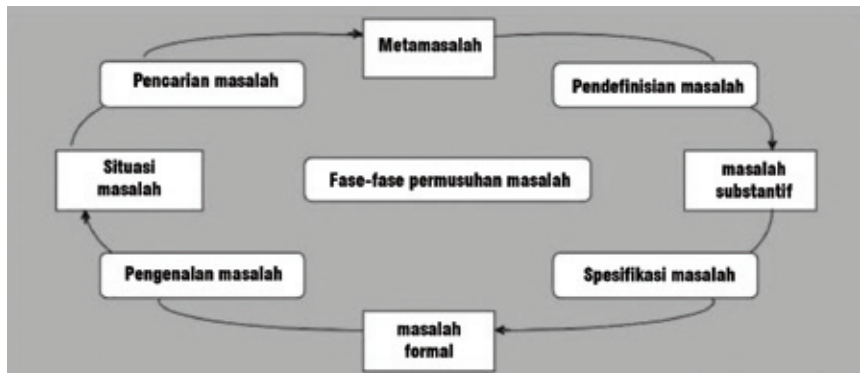 Metamasalah
Pencarian masalah
Pendefinisian masalah
Situasi
masalah
Fase-fase permusuhan masalah
masalah
substantif
Pengenalan masalah
Spesifikasi masalah
masalah
formal